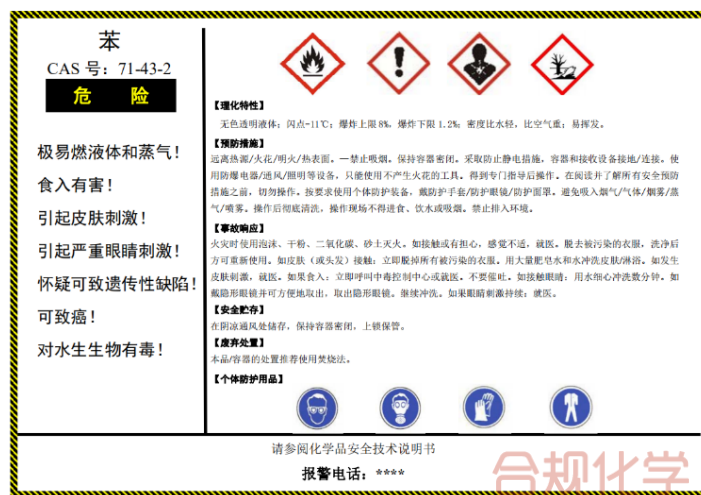 苯
CAS 号：71-43-2
危 险
极易燃液体和蒸气！
食入有害！
引起皮肤刺激！
引起严重眼睛刺激！
怀疑可致遗传性缺陷！
可致癌！
对水生生物有毒！
【理化特性】
无色透明液体；闪点-11℃；爆炸上限8%，爆炸下限1.2%；密度比水轻，比空气重；易挥发。
【预防措施】
远离热源/火花/明火/热表面。—禁止吸烟。保持容器密闭。采取防止静电措施，容器和接收设备接地/连接。使
用防爆电器/通风/照明等设备，只能使用不产生火花的工具。得到专门指导后操作。在阅读并了解所有安全预防
措施之前，切勿操作。按要求使用个体防护装备，戴防护手套/防护眼镜/防护面罩。避免吸入烟气/气体/烟雾/蒸
气/喷雾。操作后彻底清洗，操作现场不得进食、饮水或吸烟。禁止排入环境。
【事故响应】
火灾时使用泡沫、干粉、二氧化碳、砂土灭火。如接触或有担心，感觉不适，就医。脱去被污染的衣服，洗净后
方可重新使用。如皮肤（或头发）接触：立即脱掉所有被污染的衣服。用大量肥皂水和水冲洗皮肤/淋浴。如发生
皮肤刺激，就医。如果食入：立即呼叫中毒控制中心或就医。不要催吐。如接触眼睛：用水细心冲洗数分钟。如
戴隐形眼镜并可方便地取出，取出隐形眼镜。继续冲洗。如果眼睛刺激持续：就医。
【安全贮存】
在阴凉通风处储存，保持容器密闭，上锁保管。
【废弃处置】
本品/容器的处置推荐使用焚烧法。
【个体防护用品】
请参阅化学品安全技术说明书
报警电话：****
合规化学